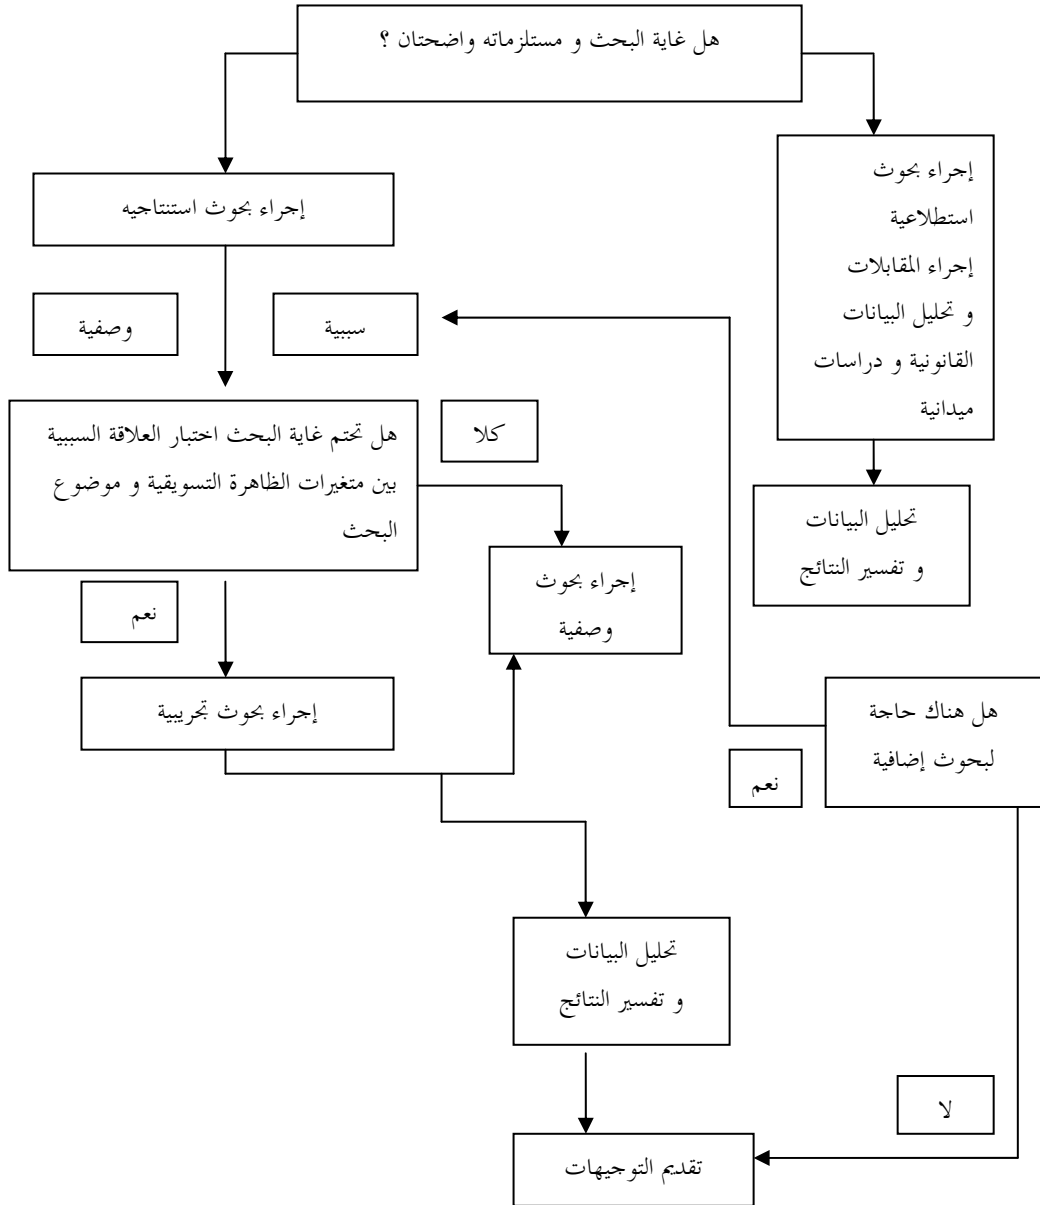 هل غاية البحث و مستلزماته واضحتان ؟
إجراء بحوث
استطلاعية
إجراء المقابلات
و تحليل البيانات
القانونية و دراسات
ميدانية
إجراء بحوث استنتاجيه
سببية
وصفية
هل تحتم غاية البحث اختبار العلاقة السببية
بين متغيرات الظاهرة التسويقية و موضوع
البحث
كلا
تحليل البيانات
و تفسير النتائج
إجراء بحوث
وصفية
نعم
إجراء بحوث تجريبية
هل هناك حاجة
لبحوث إضافية
نعم
تحليل البيانات
و تفسير النتائج
لا
تقديم التوجيهات